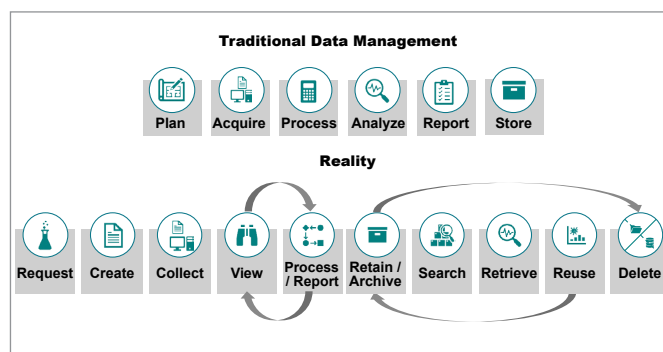 Traditional Data Management
Plan Acquire Process Analyze Report Store
Reality
Request Create Collect View Process / Report Retain / Archive Search Retrieve Reuse Delete